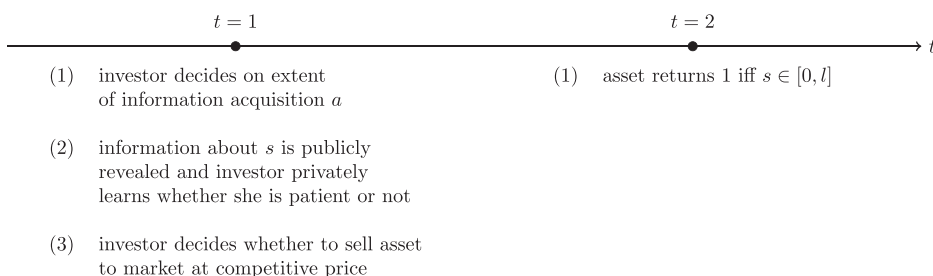 t = 1
t = 2
t
(1) investor decides on extent
of information acquisition a
(1) asset returns 1 iff s ∈ [0, l]
(2) information about s is publicly
revealed and investor privately
learns whether she is patient or not
(3) investor decides whether to sell asset
to market at competitive price